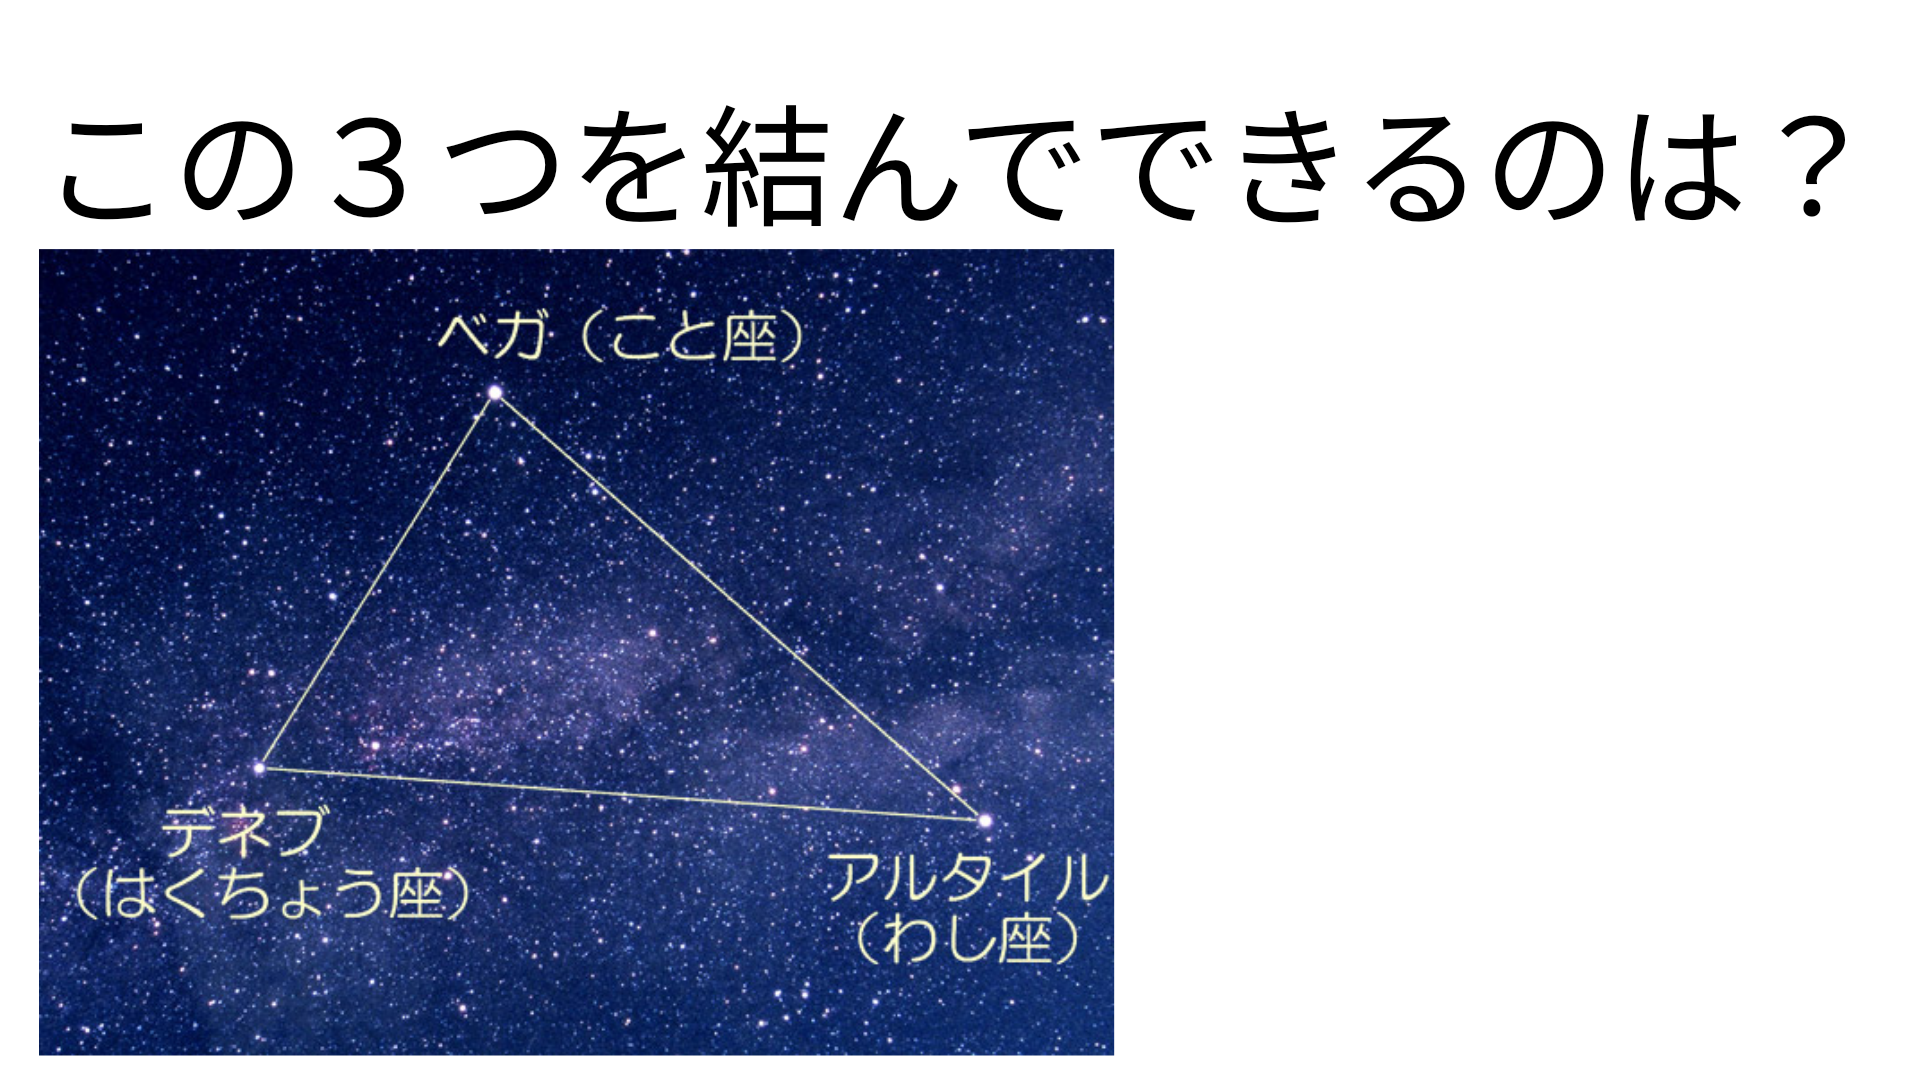 この３つを結んでできるのは？
ベガ（こと座）
デネブ
（はくちょう座）
アルタイル
（わし座）